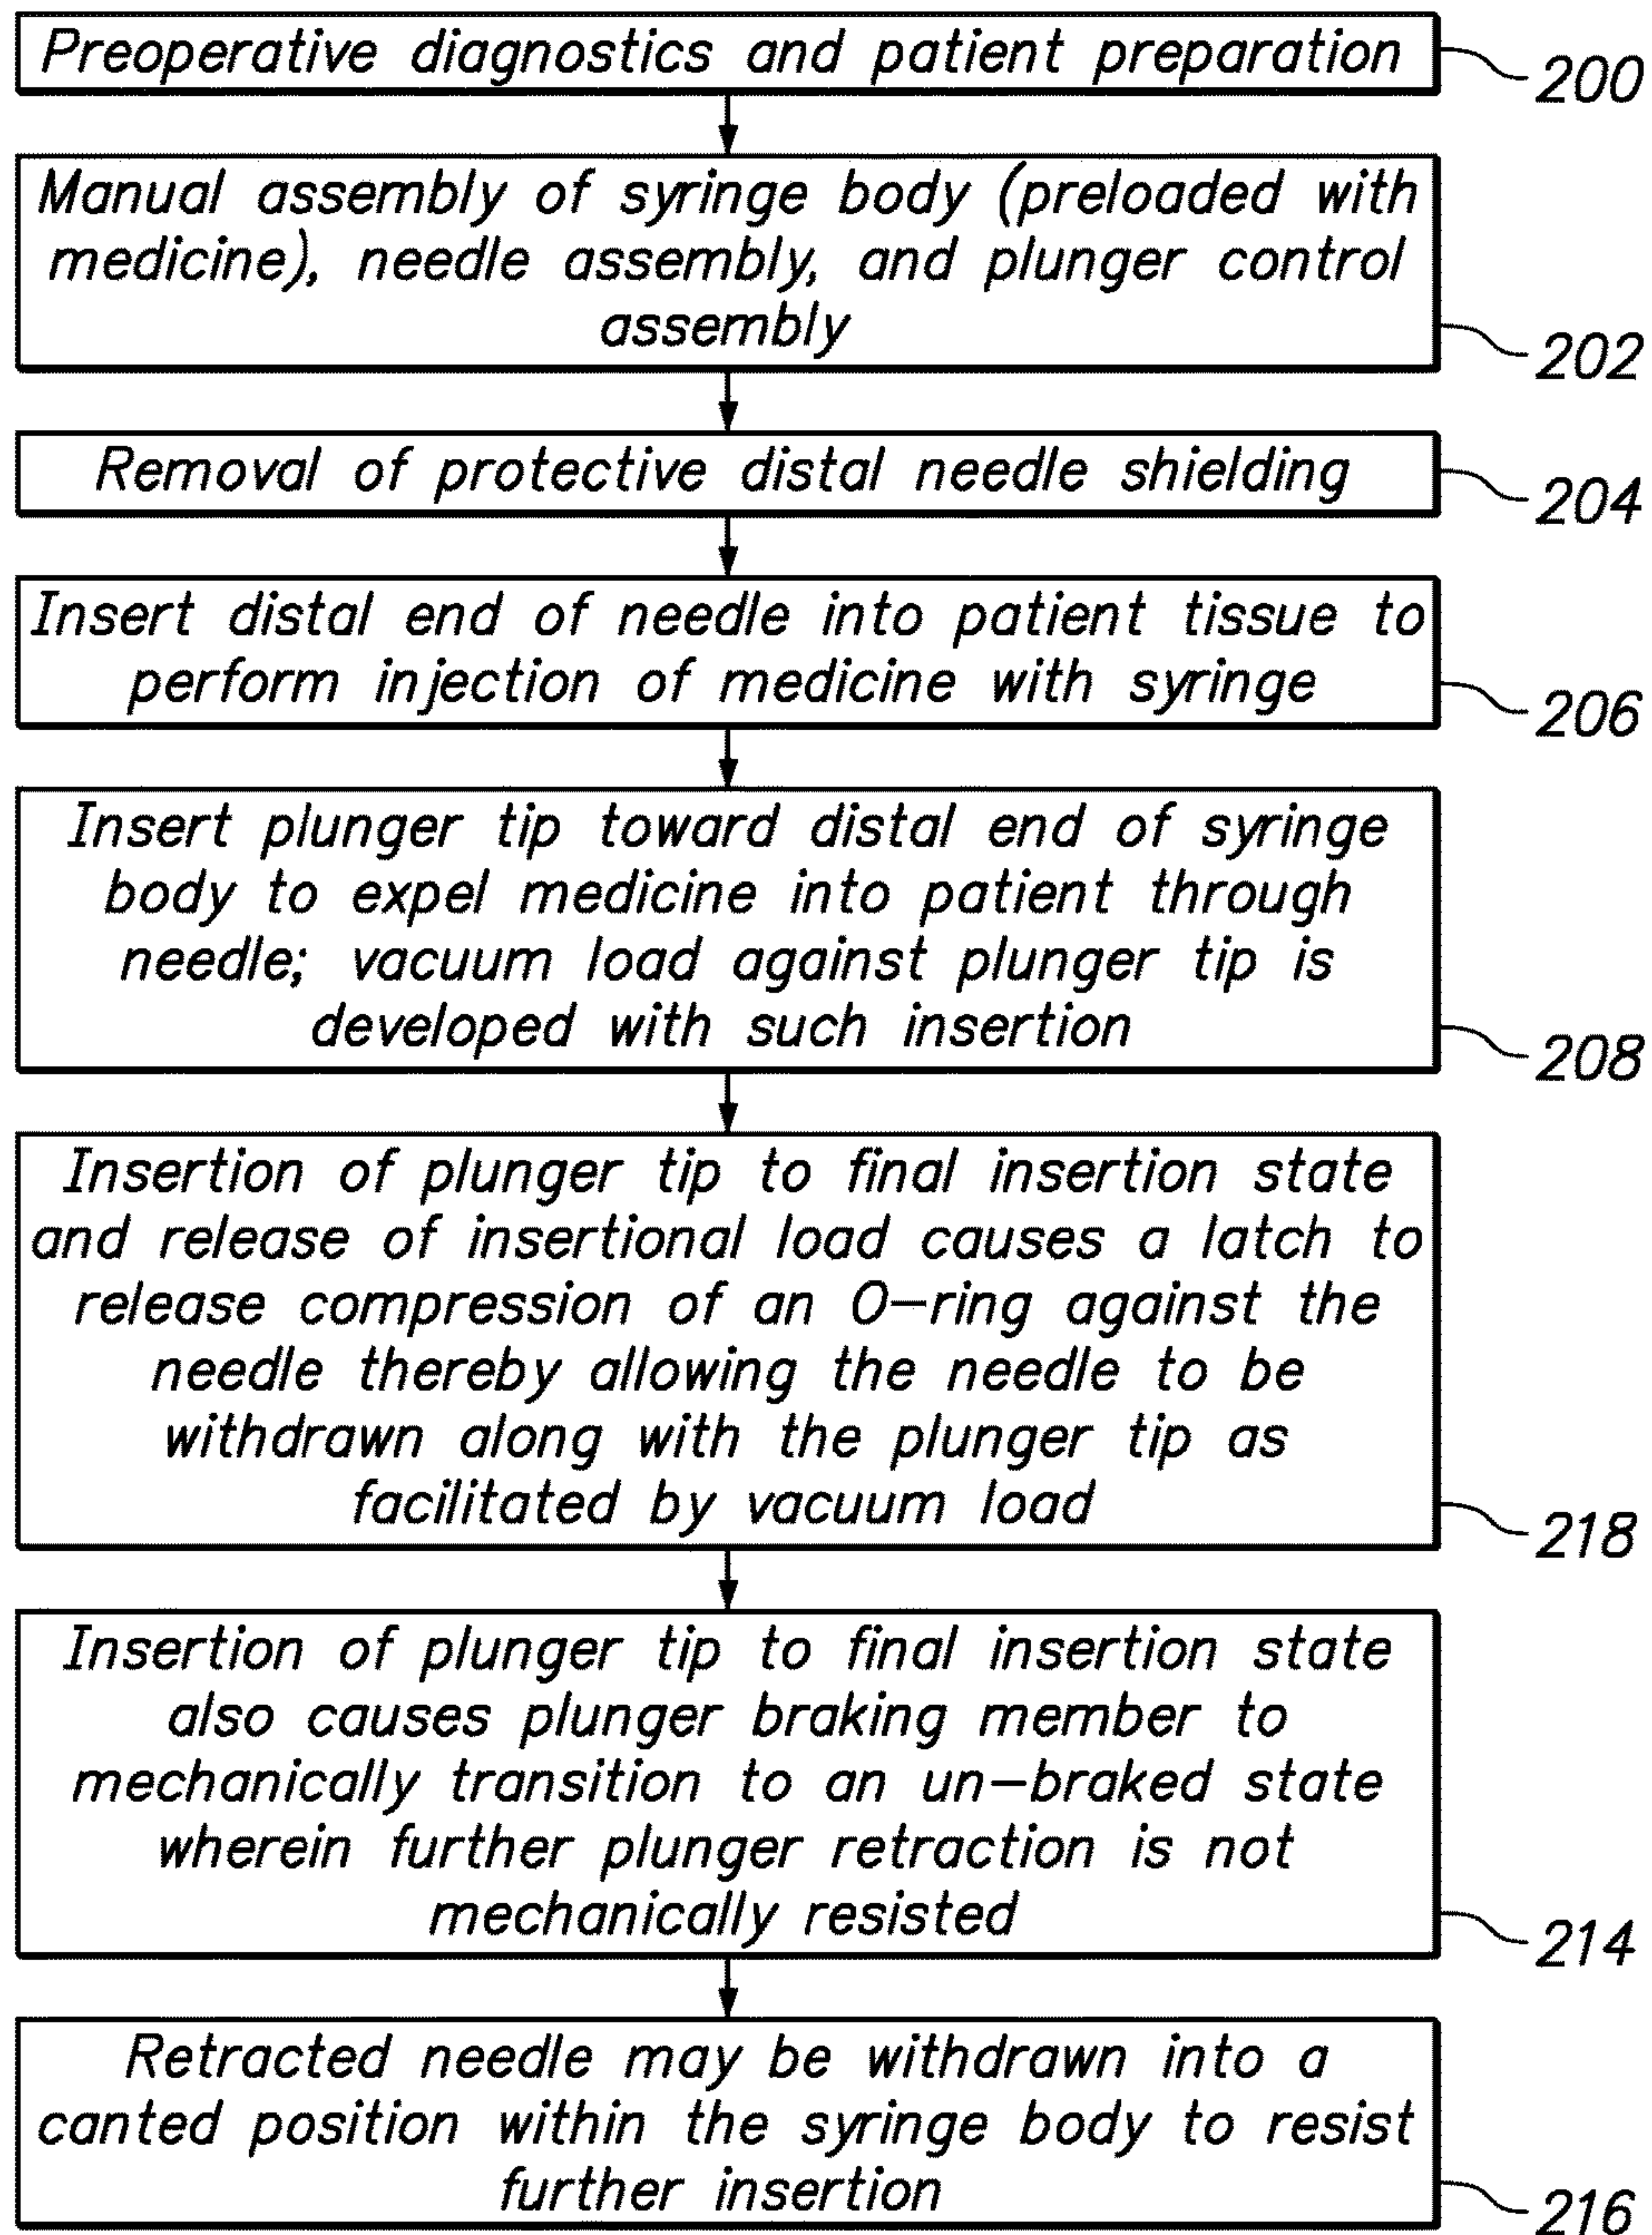 Preoperative diagnostics and patient preparation
200
Manual assembly of syringe body (preloaded with
medicine), needle assembly, and plunger control
assembly
202
Removal of protective distal needle shielding
204
Insert distal end of needle into patient tissue to
perform injection of medicine with syringe
206
Insert plunger tip toward distal end of syringe
body to expel medicine into patient through
needle; vacuum load against plunger tip is
developed with such insertion
208
Insertion of plunger tip to final insertion state
and release of insertional load causes a latch to
release compression of an O-ring against the
needle thereby allowing the needle to be
withdrawn along with the plunger tip as
facilitated by vacuum load
218
Insertion of plunger tip to final insertion state
also causes plunger braking member to
mechanically transition to an un-braked state
wherein further plunger retraction is not
mechanically resisted
214
Retracted needle may be withdrawn into a
canted position within the syringe body to resist
further insertion
216